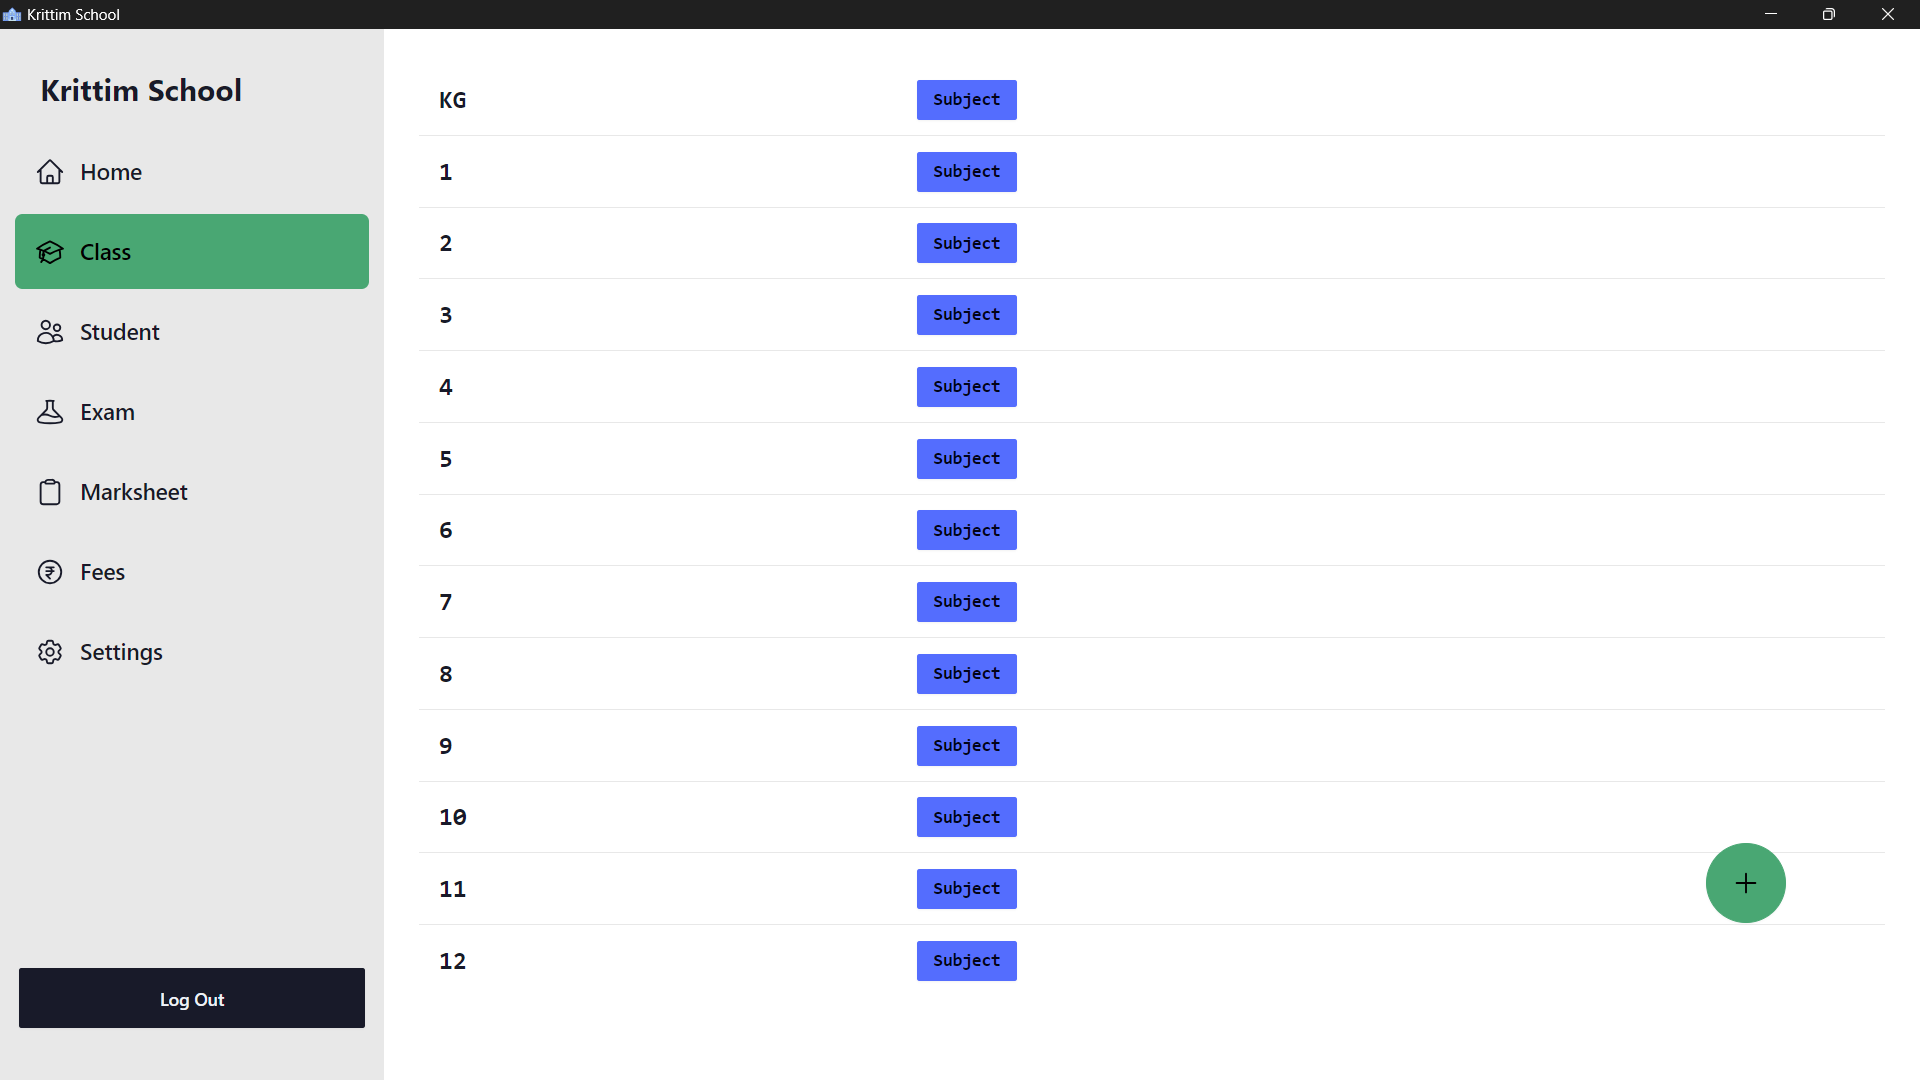 Krittim School
Krittim School
Home
Class
Student
Exam
Marksheet
Fees
Settings
Log Out
KG Subject
1 Subject
2 Subject
3 Subject
4 Subject
5 Subject
6 Subject
7 Subject
8 Subject
9 Subject
10 Subject
11 Subject
12 Subject